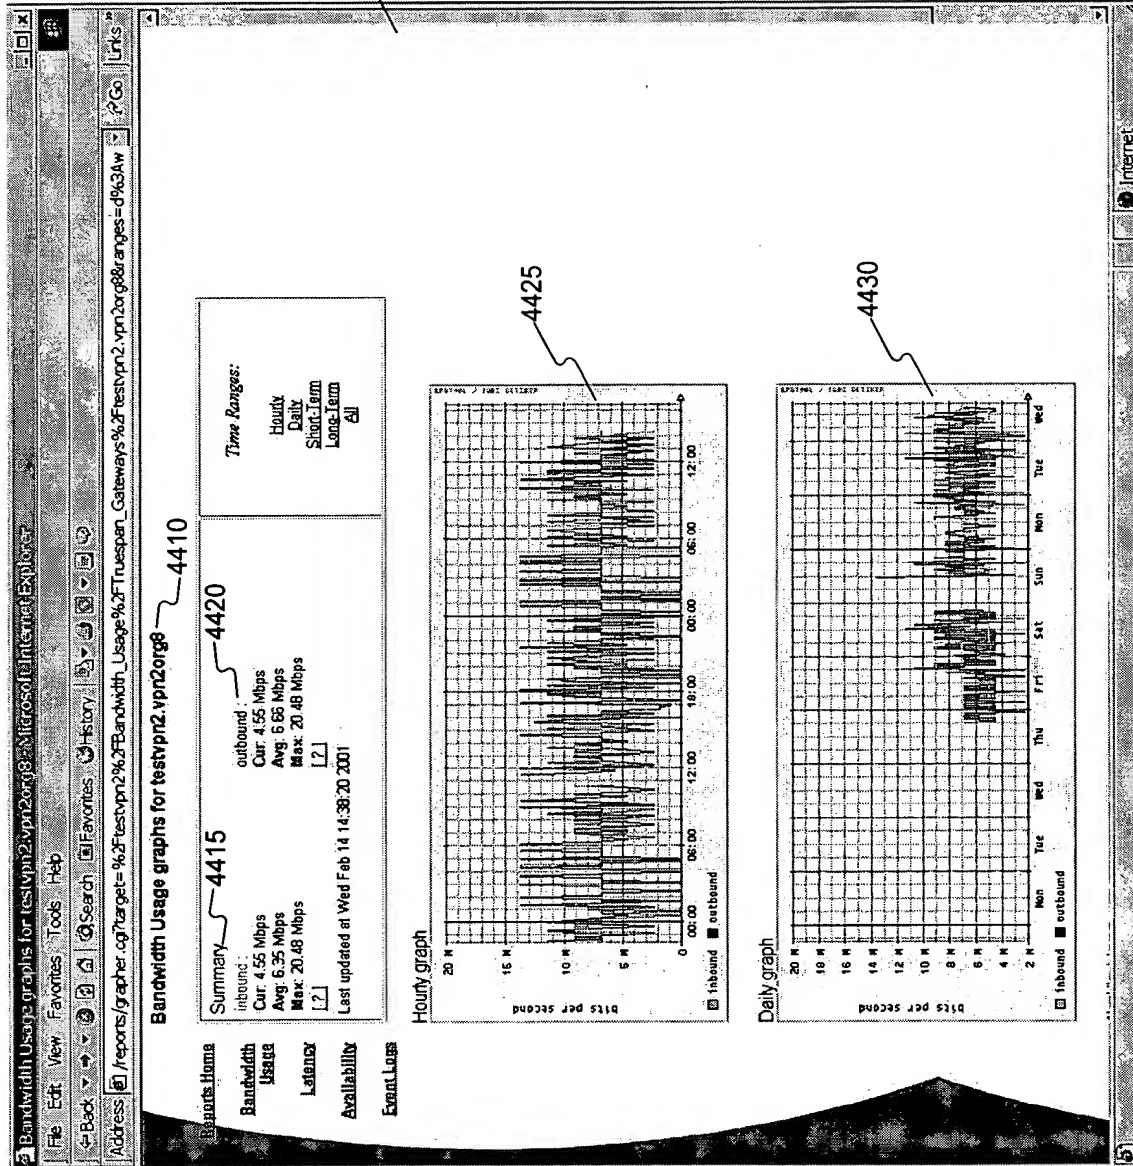 Bandwidth Usage graphs for testvpn2.vpn2org8 - Microsoft Internet Explorer
File Edit View Favorites Tools Help
Back Search Favorites History
Address /reports/grapher.cgi?target=%2Ftestvpn2%2FBandwidth_Usage%2FTruespan_Gateways%2Ftestvpn2.vpn2org8&ranges=d%3Aw Go Links
Reports Home
Bandwidth
Usage
Latency
Availability
Event Logs
Bandwidth Usage graphs for testvpn2.vpn2org8
4410
Summary
4415
4420
inbound :
Cur: 4.55 Mbps
Avg: 6.35 Mbps
Max: 20.48 Mbps
[ ? ]
outbound :
Cur: 4.55 Mbps
Avg: 6.66 Mbps
Max: 20.48 Mbps
[ ? ]
Last updated at Wed Feb 14 14:38:20 2001
Time Ranges:
Hourly
Daily
Short-Term
Long-Term
All
Hourly graph
bits per second
20 M
15 M
10 M
5 M
0
00:00 06:00 12:00 18:00 00:00 06:00 12:00
inbound outbound
4425
Daily graph
bits per second
20 M
18 M
16 M
14 M
12 M
10 M
8 M
6 M
4 M
2 M
Mon Tue Wed Thu Fri Sat Sun Mon Tue Wed
inbound outbound
4430
Internet